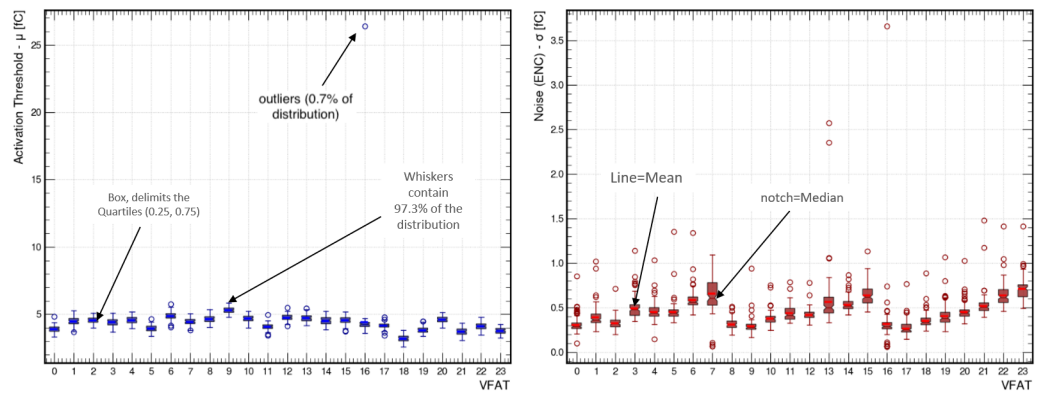 Activation Threshold - μ [fC]
25
20
15
10
5
outliers (0.7% of
distribution)
Box, delimits the
Quartiles (0.25, 0.75)
Whiskers
contain
97.3% of the
distribution
0 1 2 3 4 5 6 7 8 9 10 11 12 13 14 15 16 17 18 19 20 21 22 23
VFAT
Noise (ENC) - σ [fC]
3.5
3.0
2.5
2.0
1.5
1.0
0.5
0.0
Line=Mean
notch=Median
0 1 2 3 4 5 6 7 8 9 10 11 12 13 14 15 16 17 18 19 20 21 22 23
VFAT